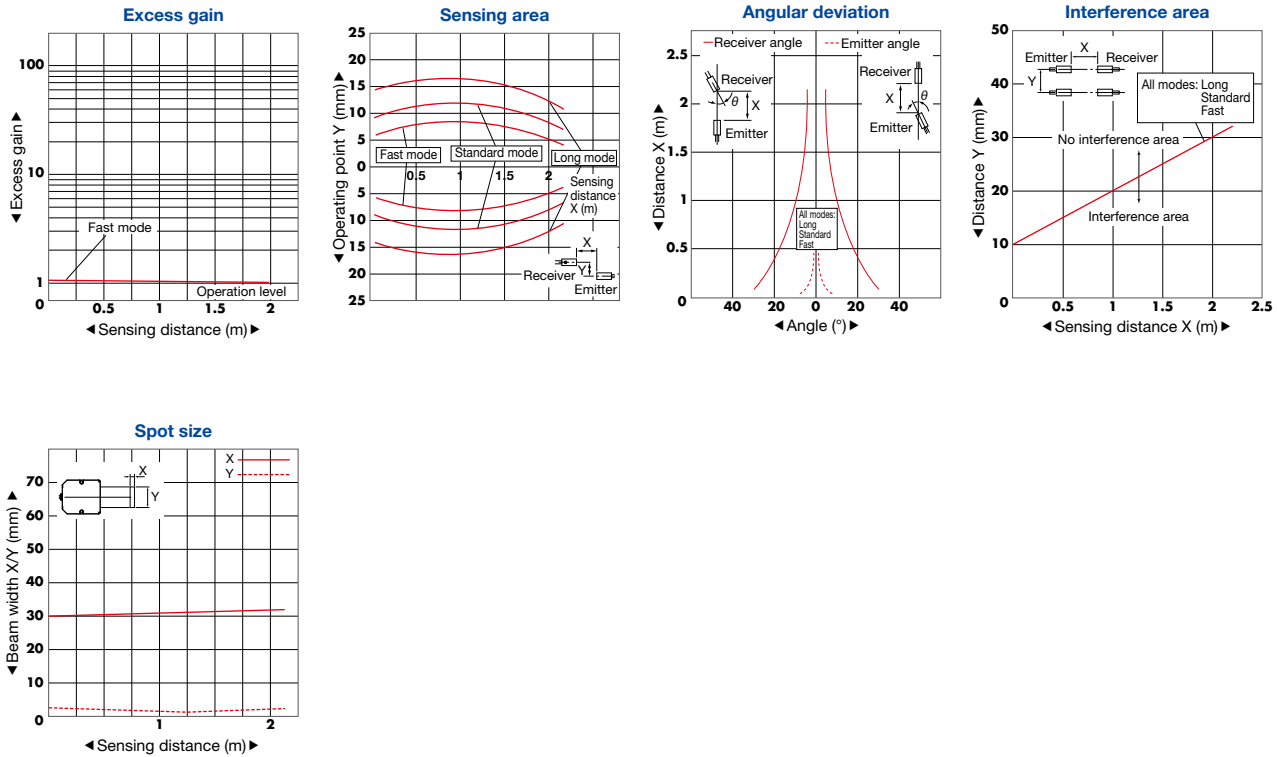 Excess gain
100
10
1
0
◀Excess gain▶
Fast mode
Operation level
0.5
1
1.5
2
◀Sensing distance (m)▶
Sensing area
25
20
15
10
5
0
5
10
15
20
25
◀Operating point Y (mm)▶
Fast mode
Standard mode
Long mode
0.5
1
1.5
2
Sensing
distance
X (m)
X
Y
Receiver
Emitter
Angular deviation
Receiver angle
Emitter angle
2.5
2
1.5
1
0.5
0
◀Distance X (m)▶
Receiver
θ
X
Emitter
Receiver
X
θ
Emitter
All modes:
Long
Standard
Fast
40
20
0
20
40
◀Angle (°)▶
Interference area
50
40
30
20
10
0
◀Distance Y (mm)▶
Emitter
X
Receiver
Y
All modes: Long
Standard
Fast
No interference area
Interference area
0.5
1
1.5
2
2.5
◀Sensing distance X (m)▶
Spot size
X
Y
70
60
50
40
30
20
10
0
◀Beam width X/Y (mm)▶
X
Y
1
2
◀Sensing distance (m)▶